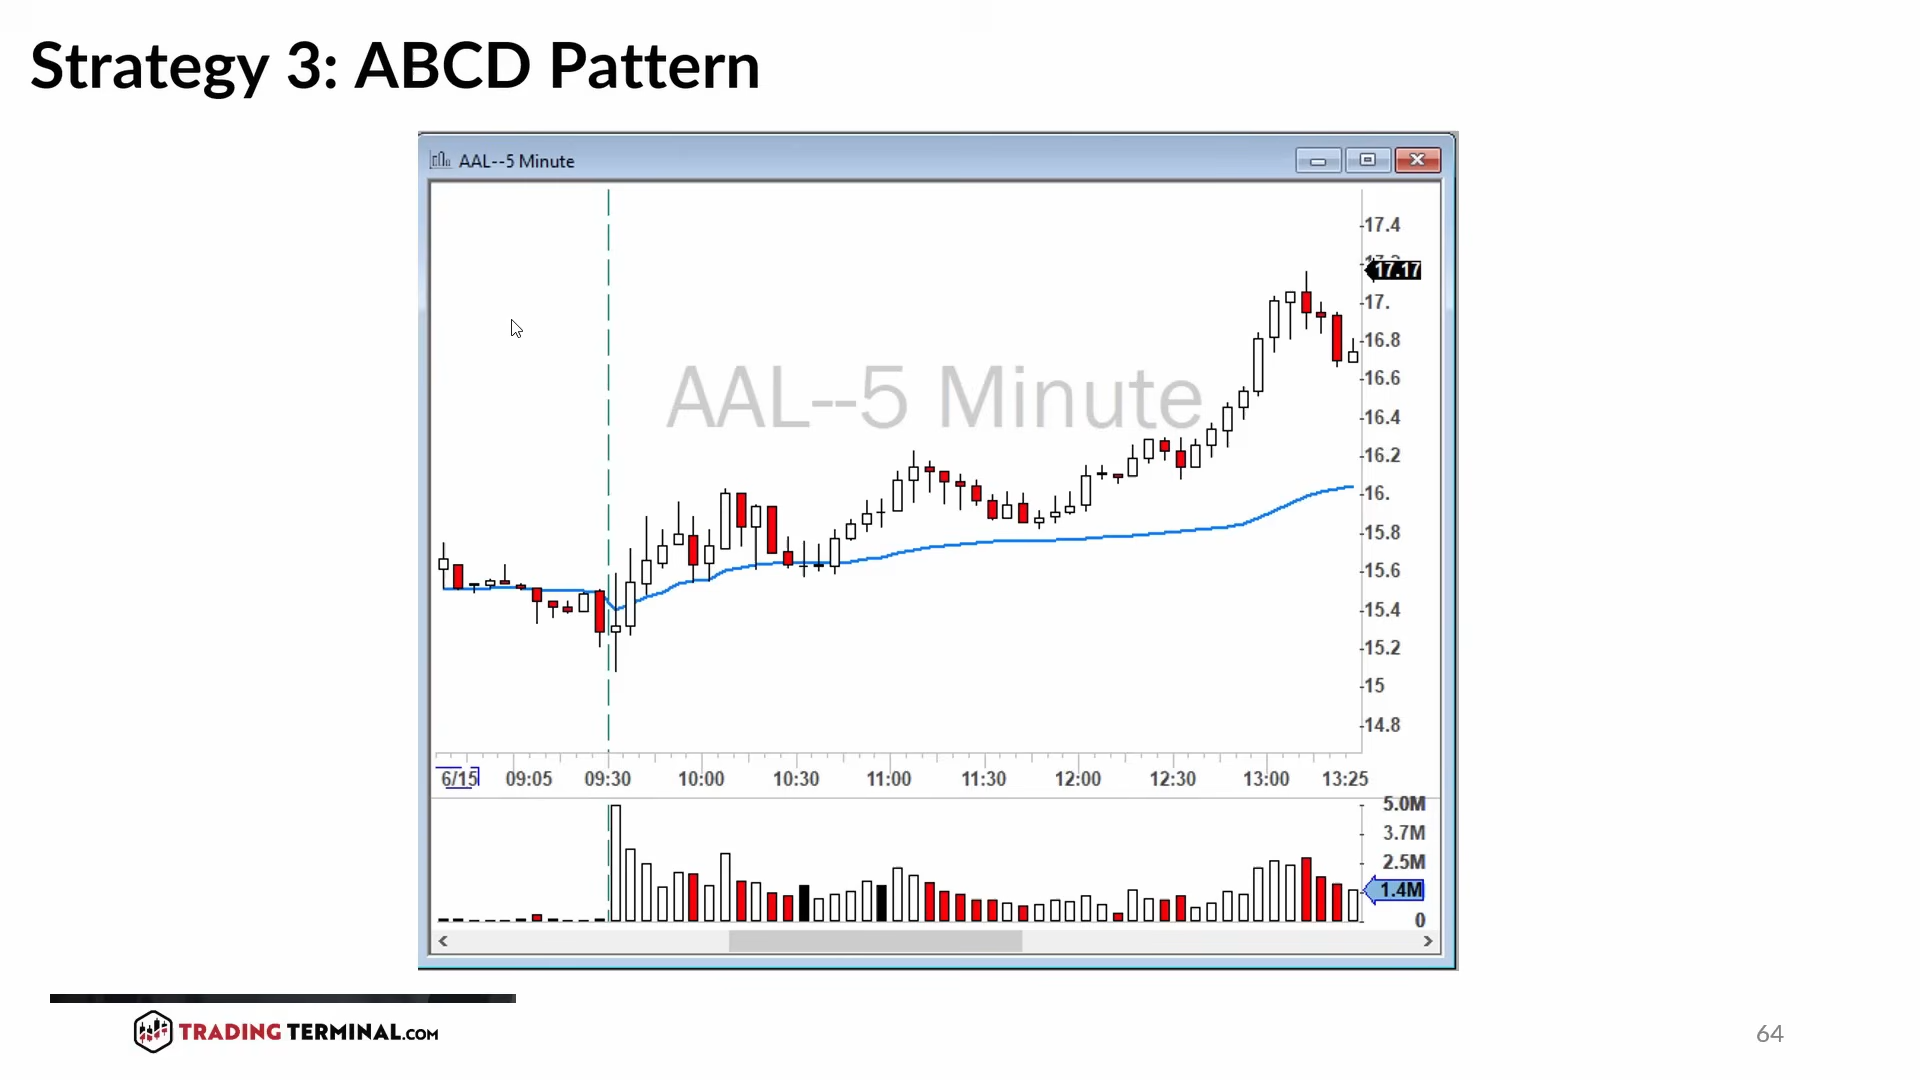 Strategy 3: ABCD Pattern
AAL--5 Minute
AAL--5 Minute
17.4
17.17
17.
16.8
16.6
16.4
16.2
16.
15.8
15.6
15.4
15.2
15
14.8
6/15 09:05 09:30 10:00 10:30 11:00 11:30 12:00 12:30 13:00 13:25
5.0M
3.7M
2.5M
1.4M
0
TRADING TERMINAL.COM
64